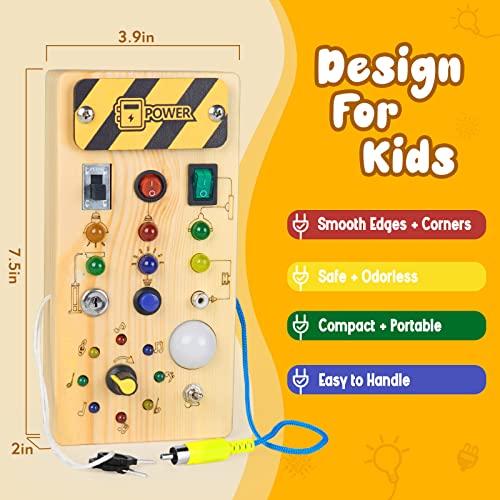 3.9in
7.5in
2in
POWER
Design
For
Kids
Smooth Edges + Corners
Safe + Odorless
Compact + Portable
Easy to Handle